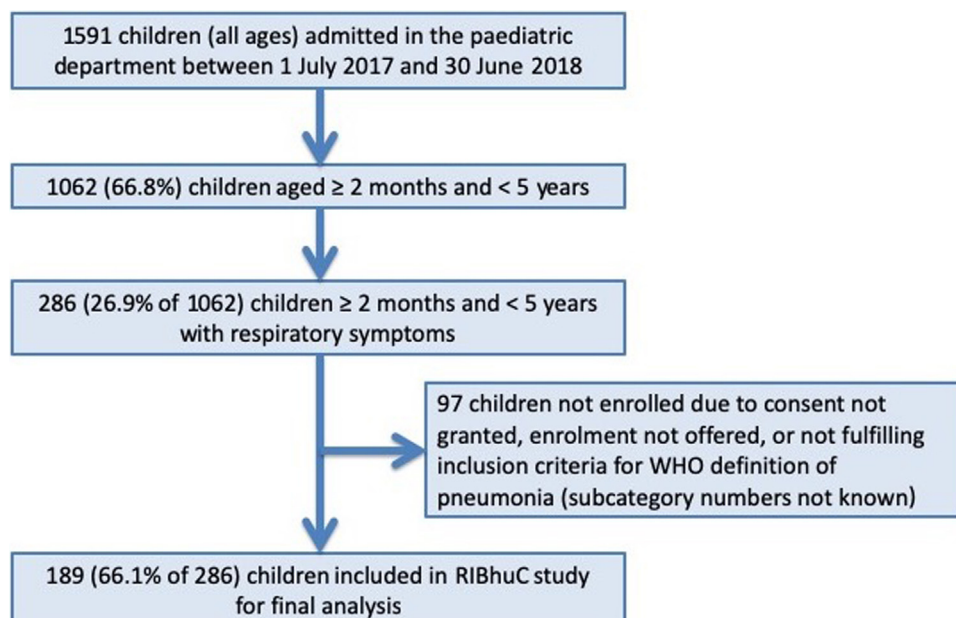 1591 children (all ages) admitted in the paediatric
department between 1 July 2017 and 30 June 2018
1062 (66.8%) children aged ≥ 2 months and < 5 years
286 (26.9% of 1062) children ≥ 2 months and < 5 years
with respiratory symptoms
97 children not enrolled due to consent not
granted, enrolment not offered, or not fulfilling
inclusion criteria for WHO definition of
pneumonia (subcategory numbers not known)
189 (66.1% of 286) children included in RIBhuC study
for final analysis